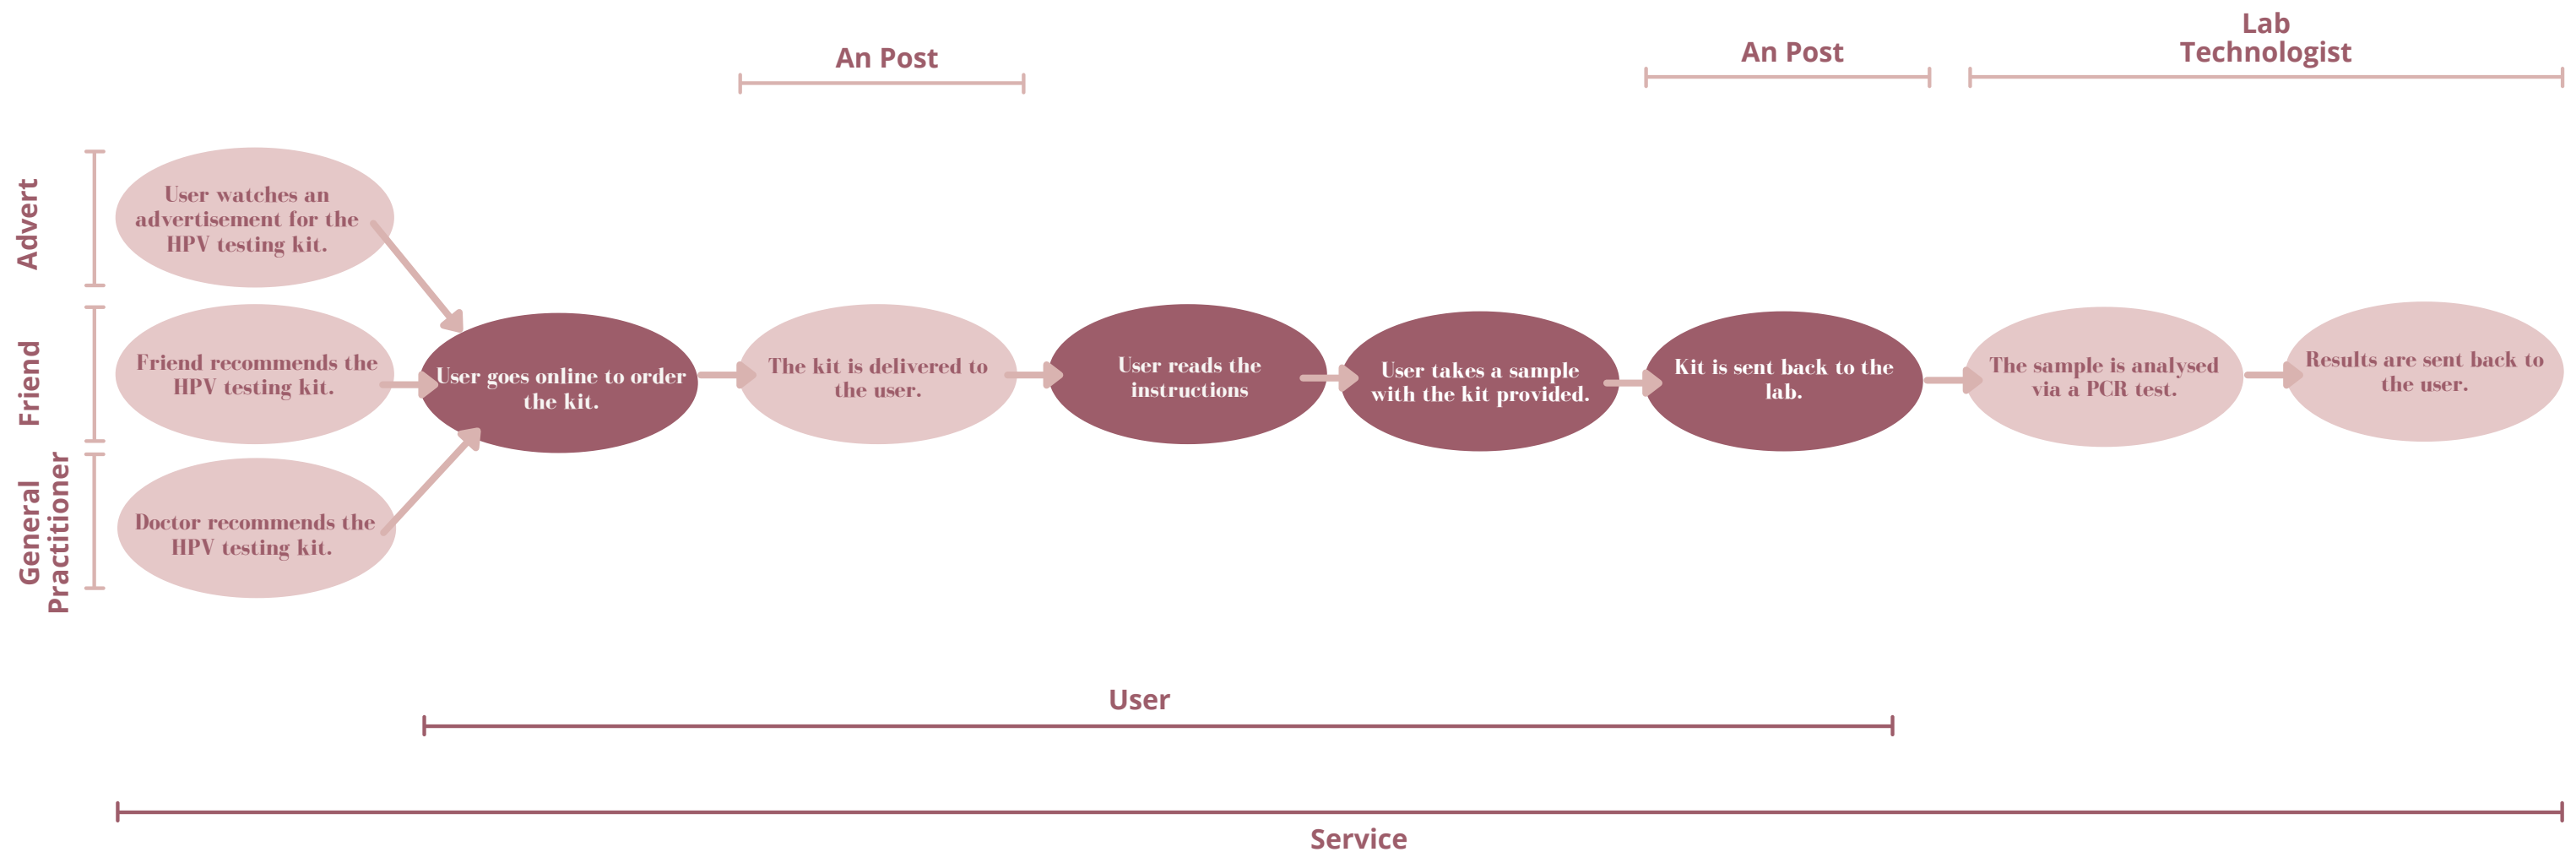 An Post
An Post
Lab
Technologist
Advert
User watches an
advertisement for the
HPV testing kit.
Friend
Friend recommends the
HPV testing kit.
General
Practitioner
Doctor recommends the
HPV testing kit.
User goes online to order
the kit.
The kit is delivered to
the user.
User reads the
instructions
User takes a sample
with the kit provided.
Kit is sent back to the
lab.
The sample is analysed
via a PCR test.
Results are sent back to
the user.
User
Service